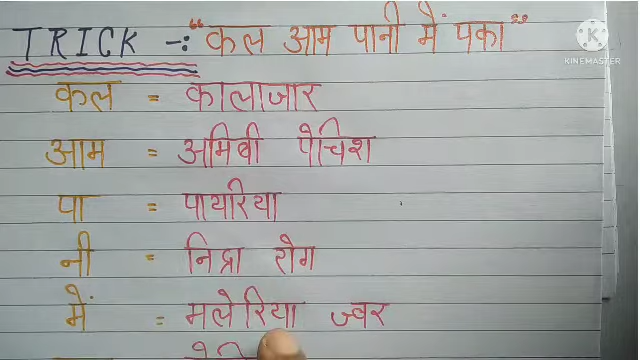 TRICK -: "कल आम पानी में पका"
KINEMASTER
कल = कालाजार
आम = अमिबी पेचिश
पा = पायरिया
नी = निद्रा रोग
में = मलेरिया ज्वर